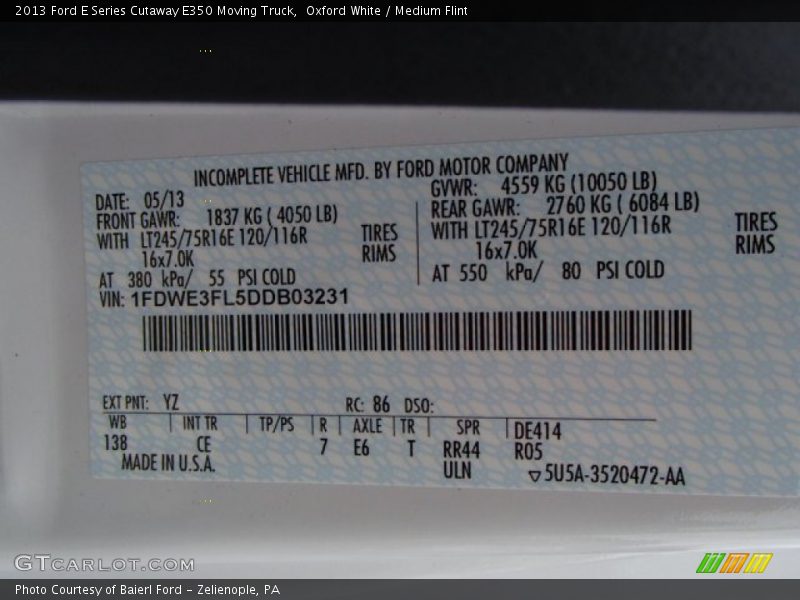 2013 Ford E Series Cutaway E350 Moving Truck,  Oxford White / Medium Flint
INCOMPLETE VEHICLE MFD. BY FORD MOTOR COMPANY
DATE: 05/13
GVWR: 4559 KG (10050 LB)
FRONT GAWR: 1837 KG ( 4050 LB)
REAR GAWR: 2760 KG ( 6084 LB)
WITH LT245/75R16E 120/116R TIRES
WITH LT245/75R16E 120/116R TIRES
16x7.0K RIMS
16x7.0K RIMS
AT 380 kPa/ 55 PSI COLD
AT 550 kPa/ 80 PSI COLD
VIN: 1FDWE3FL5DDB03231
EXT PNT: YZ RC: 86 DSO:
WB INT TR TP/PS R AXLE TR SPR DE414
138 CE 7 E6 T RR44 R05
MADE IN U.S.A. ULN ▽5U5A-3520472-AA
GTCARLOT.COM
Photo Courtesy of Baierl Ford – Zelienople, PA